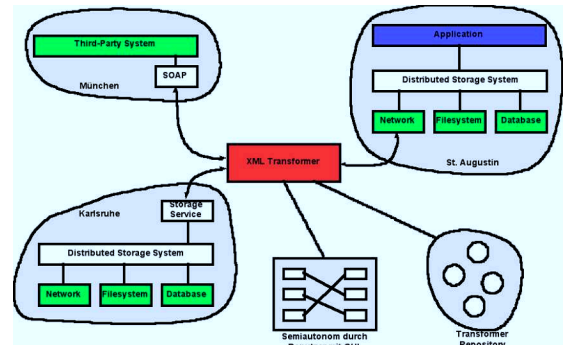 Third-Party System
SOAP
München
Application
Distributed Storage System
Network
Filesystem
Database
St. Augustin
XML Transformer
Karlsruhe
Storage
Service
Distributed Storage System
Network
Filesystem
Database
Semiautonom durch
Transformer
Repository